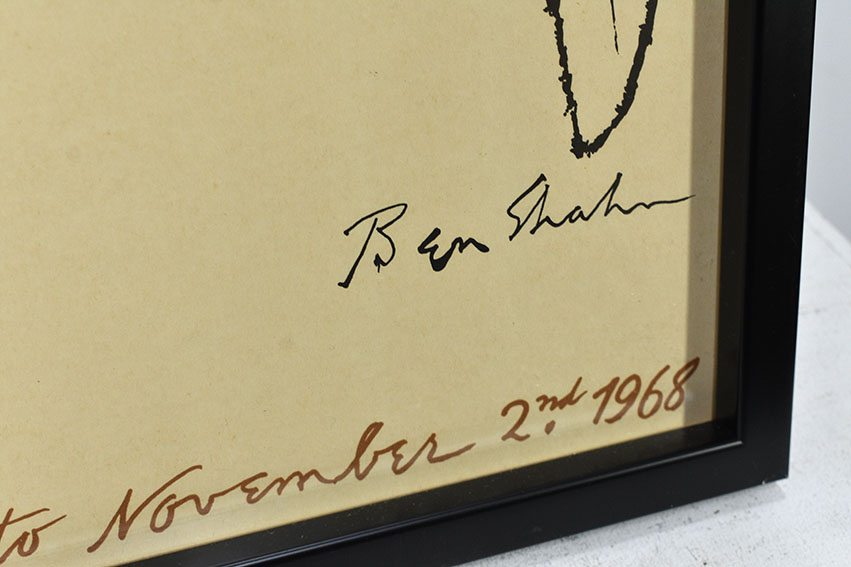 Ben Shahn
to November 2nd. 1968